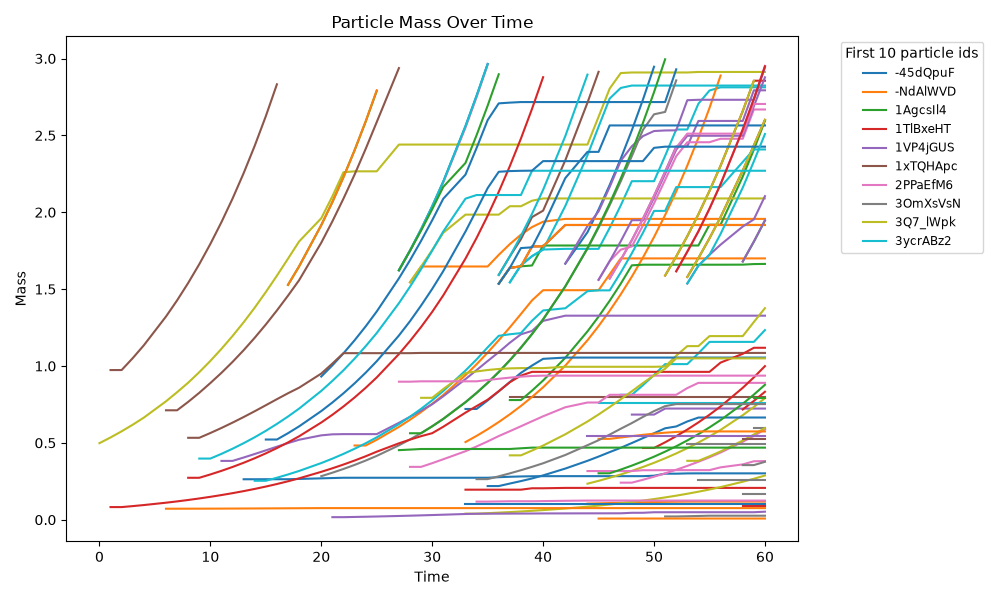 Particle Mass Over Time
Mass
3.0
2.5
2.0
1.5
1.0
0.5
0.0
0
10
20
30
40
50
60
Time
First 10 particle ids
-45dQpuF
-NdAlWVD
1AgcsIl4
1TlBxeHT
1VP4jGUS
1xTQHApc
2PPaEfM6
3OmXsVsN
3Q7_lWpk
3ycrABz2